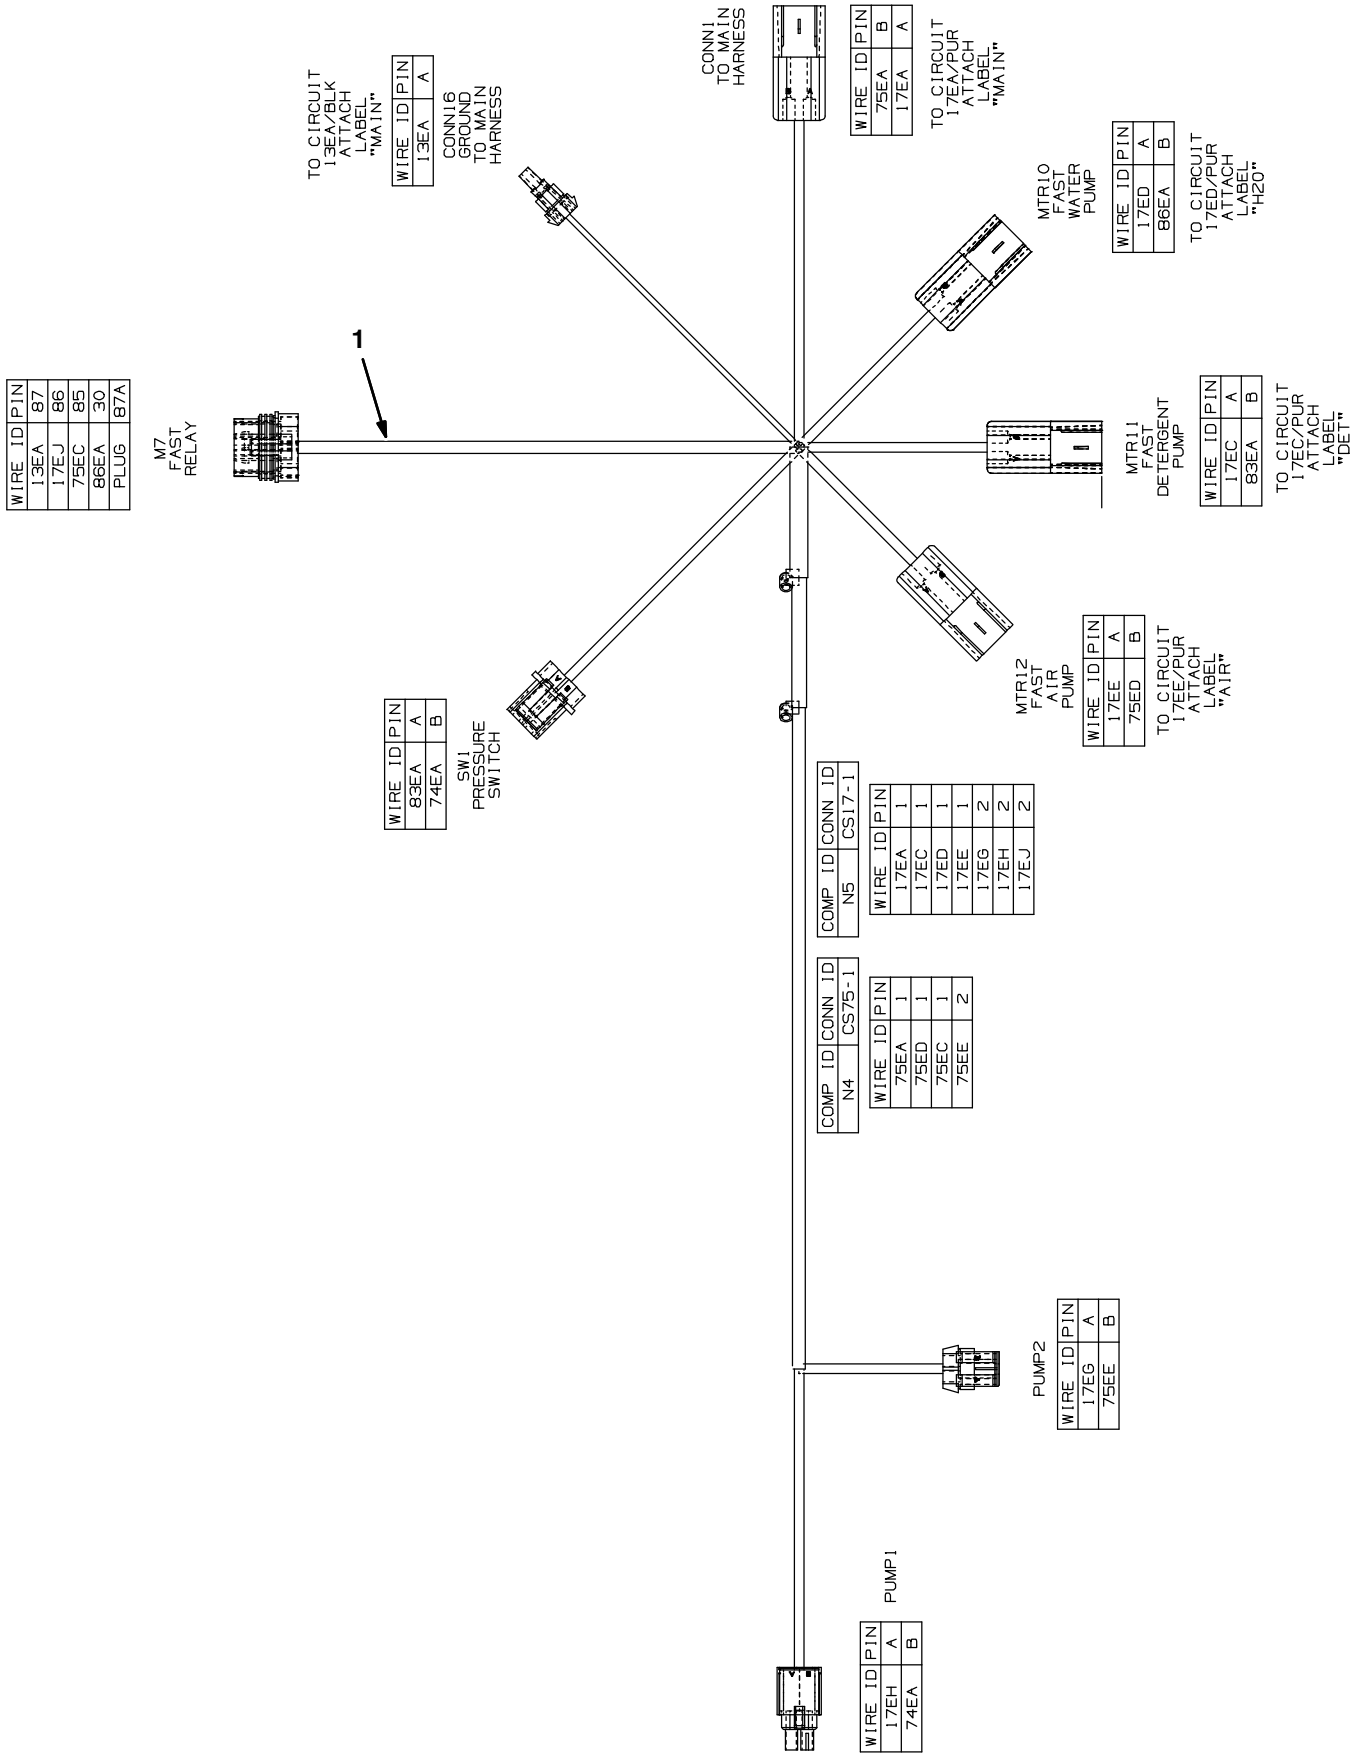 WIRE ID PIN
13EA 87
17EJ 86
75EC 85
86EA 30
PLUG 87A
M7
FAST
RELAY
1
TO CIRCUIT
13EA/BLK
ATTACH
LABEL
"MAIN"
WIRE ID PIN
13EA A
CONN16
GROUND
TO MAIN
HARNESS
CONN1
TO MAIN
HARNESS
WIRE ID PIN
75EA B
17EA A
TO CIRCUIT
17EA/PUR
ATTACH
LABEL
"MAIN"
MTR10
FAST
WATER
PUMP
WIRE ID PIN
17ED A
86EA B
TO CIRCUIT
17ED/PUR
ATTACH
LABEL
"H20"
MTR11
FAST
DETERGENT
PUMP
WIRE ID PIN
17EC A
83EA B
TO CIRCUIT
17EC/PUR
ATTACH
LABEL
"DET"
MTR12
FAST
AIR
PUMP
WIRE ID PIN
17EE A
75ED B
TO CIRCUIT
17EE/PUR
ATTACH
LABEL
"AIR"
WIRE ID PIN
83EA A
74EA B
SW1
PRESSURE
SWITCH
COMP ID CONN ID
N5 CS17-1
WIRE ID PIN
17EA 1
17EC 1
17ED 1
17EE 1
17EG 2
17EH 2
17EJ 2
COMP ID CONN ID
N4 CS75-1
WIRE ID PIN
75EA 1
75ED 1
75EC 1
75EE 2
PUMP2
WIRE ID PIN
17EG A
75EE B
PUMP1
WIRE ID PIN
17EH A
74EA B